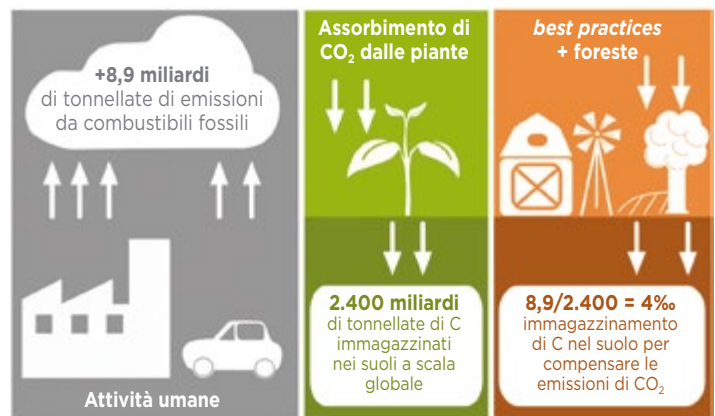 +8,9 miliardi
di tonnellate di emissioni
da combustibili fossili
Attività umane
Assorbimento di
CO₂ dalle piante
2.400 miliardi
di tonnellate di C
immagazzinati
nei suoli a scala
globale
best practices
+ foreste
8,9/2.400 = 4‰
immagazzinamento
di C nel suolo per
compensare le
emissioni di CO₂